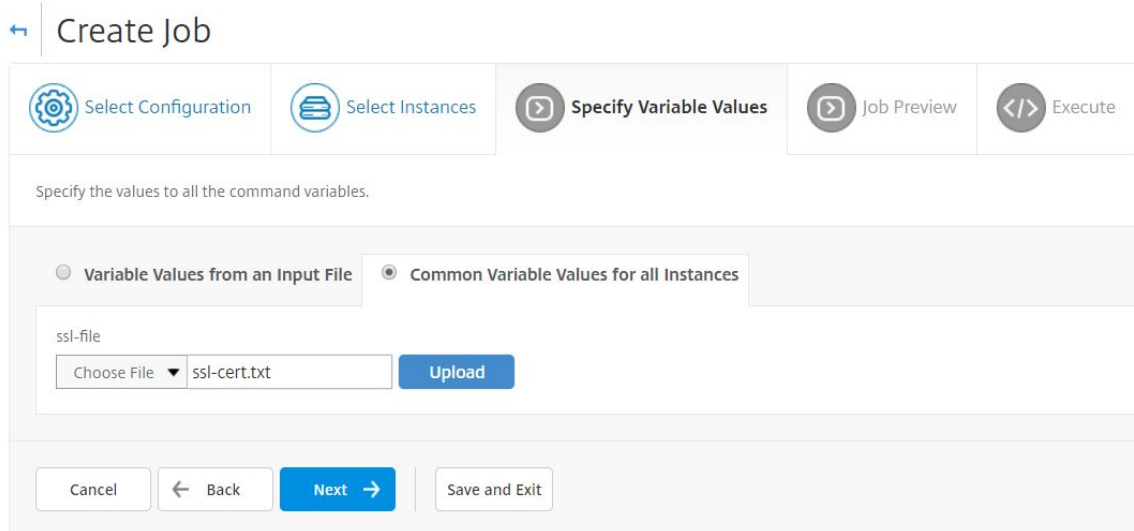 Create Job
Select Configuration
Select Instances
Specify Variable Values
Job Preview
</> Execute
Specify the values to all the command variables.
Variable Values from an Input File
Common Variable Values for all Instances
ssl-file
Choose File ssl-cert.txt Upload
Cancel Back Next Save and Exit